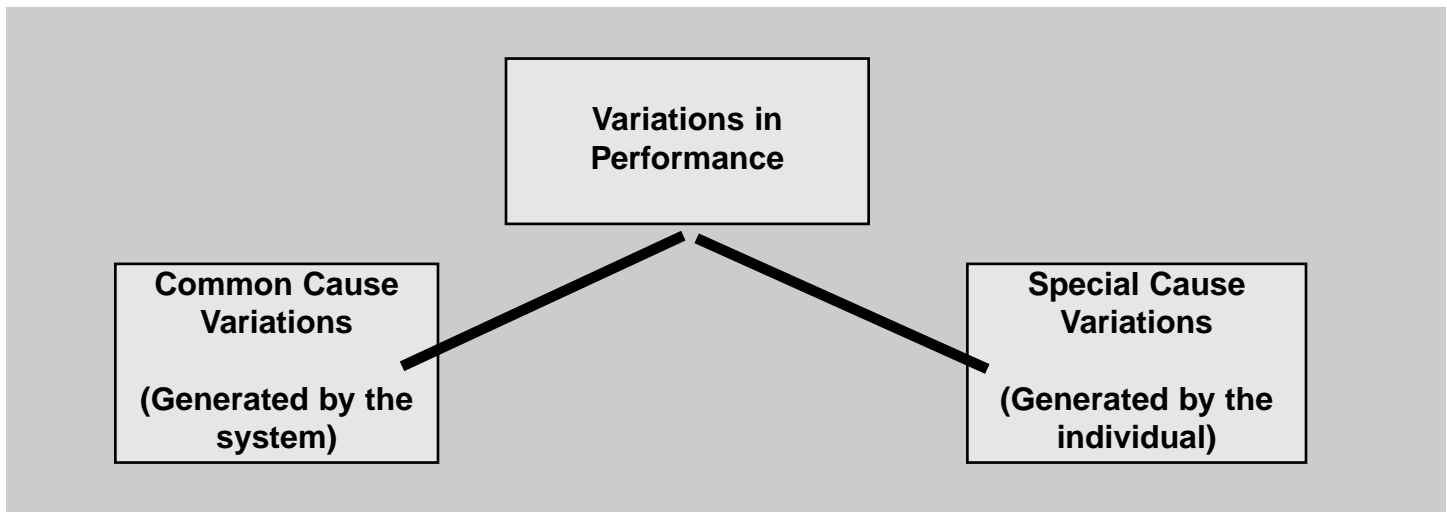 Variations in
Performance
Common Cause
Variations
(Generated by the
system)
Special Cause
Variations
(Generated by the
individual)